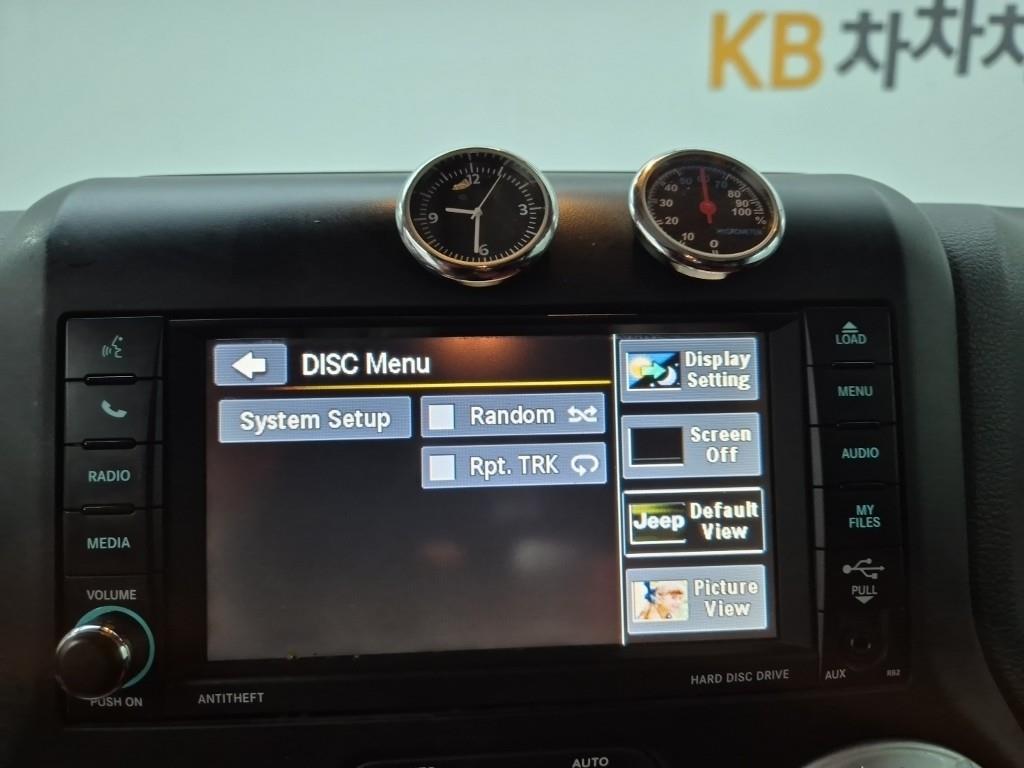 KB차차차
12
3
6
9
0
10
20
30
40
50
60
70
80
90
100
%
HYGROMETER
DISC Menu
System Setup
Random
Rpt. TRK
Display
Setting
Screen
Off
Jeep
Default
View
Picture
View
RADIO
MEDIA
VOLUME
PUSH ON
ANTITHEFT
LOAD
MENU
AUDIO
MY
FILES
PULL
AUX
RB2
HARD DISC DRIVE
AUTO